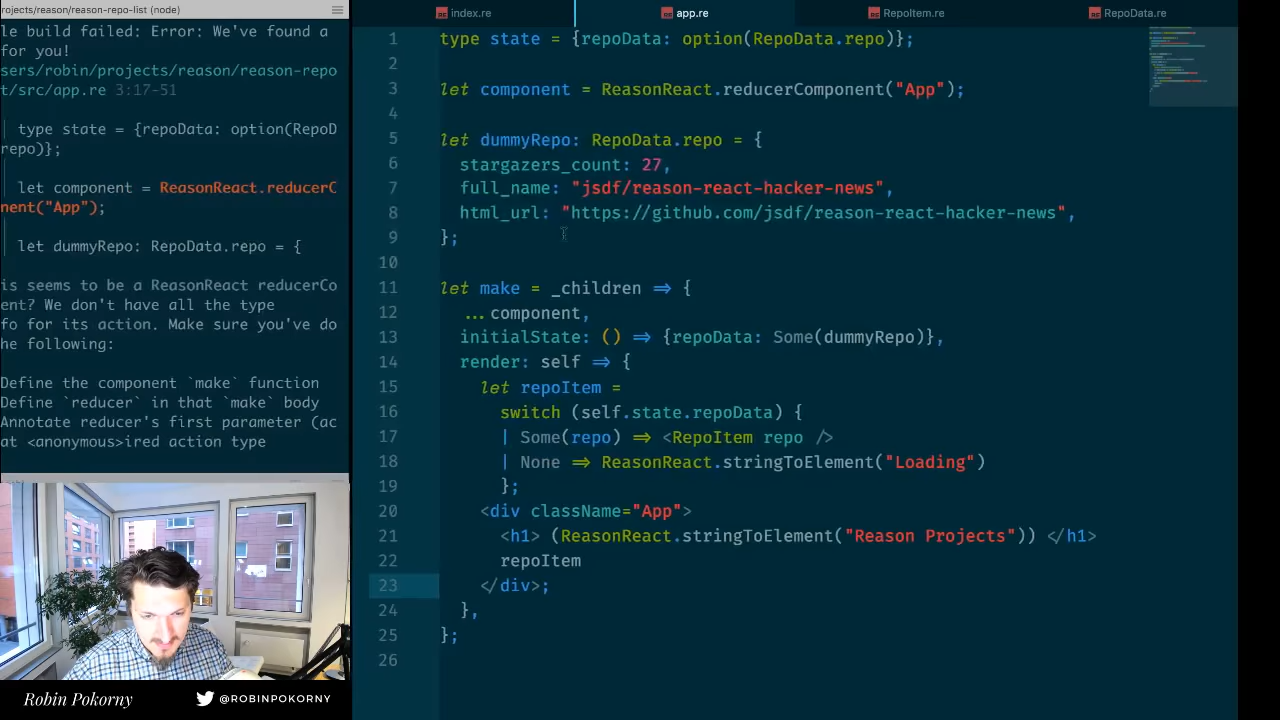 rojects/reason/reason-repo-list (node)
le build failed: Error: We've found a
for you!
sers/robin/projects/reason/reason-repo
t/src/app.re 3:17-51
type state = {repoData: option(RepoD
repo)};
let component = ReasonReact.reducerC
nent("App");
let dummyRepo: RepoData.repo = {
is seems to be a ReasonReact reducerCo
ent? We don't have all the type
fo for its action. Make sure you've do
he following:
Define the component `make` function
Define `reducer` in that `make` body
Annotate reducer's first parameter (ac
at <anonymous>ired action type
Robin Pokorny
@ROBINPOKORNY
index.re
app.re
RepoItem.re
RepoData.re
1 type state = {repoData: option(RepoData.repo)};
2
3 let component = ReasonReact.reducerComponent("App");
4
5 let dummyRepo: RepoData.repo = {
6   stargazers_count: 27,
7   full_name: "jsdf/reason-react-hacker-news",
8   html_url: "https://github.com/jsdf/reason-react-hacker-news",
9 };
10
11 let make = _children => {
12   ...component,
13   initialState: () => {repoData: Some(dummyRepo)},
14   render: self => {
15     let repoItem =
16       switch (self.state.repoData) {
17       | Some(repo) => <RepoItem repo />
18       | None => ReasonReact.stringToElement("Loading")
19       };
20     <div className="App">
21       <h1> (ReasonReact.stringToElement("Reason Projects")) </h1>
22       repoItem
23     </div>;
24   },
25 };
26